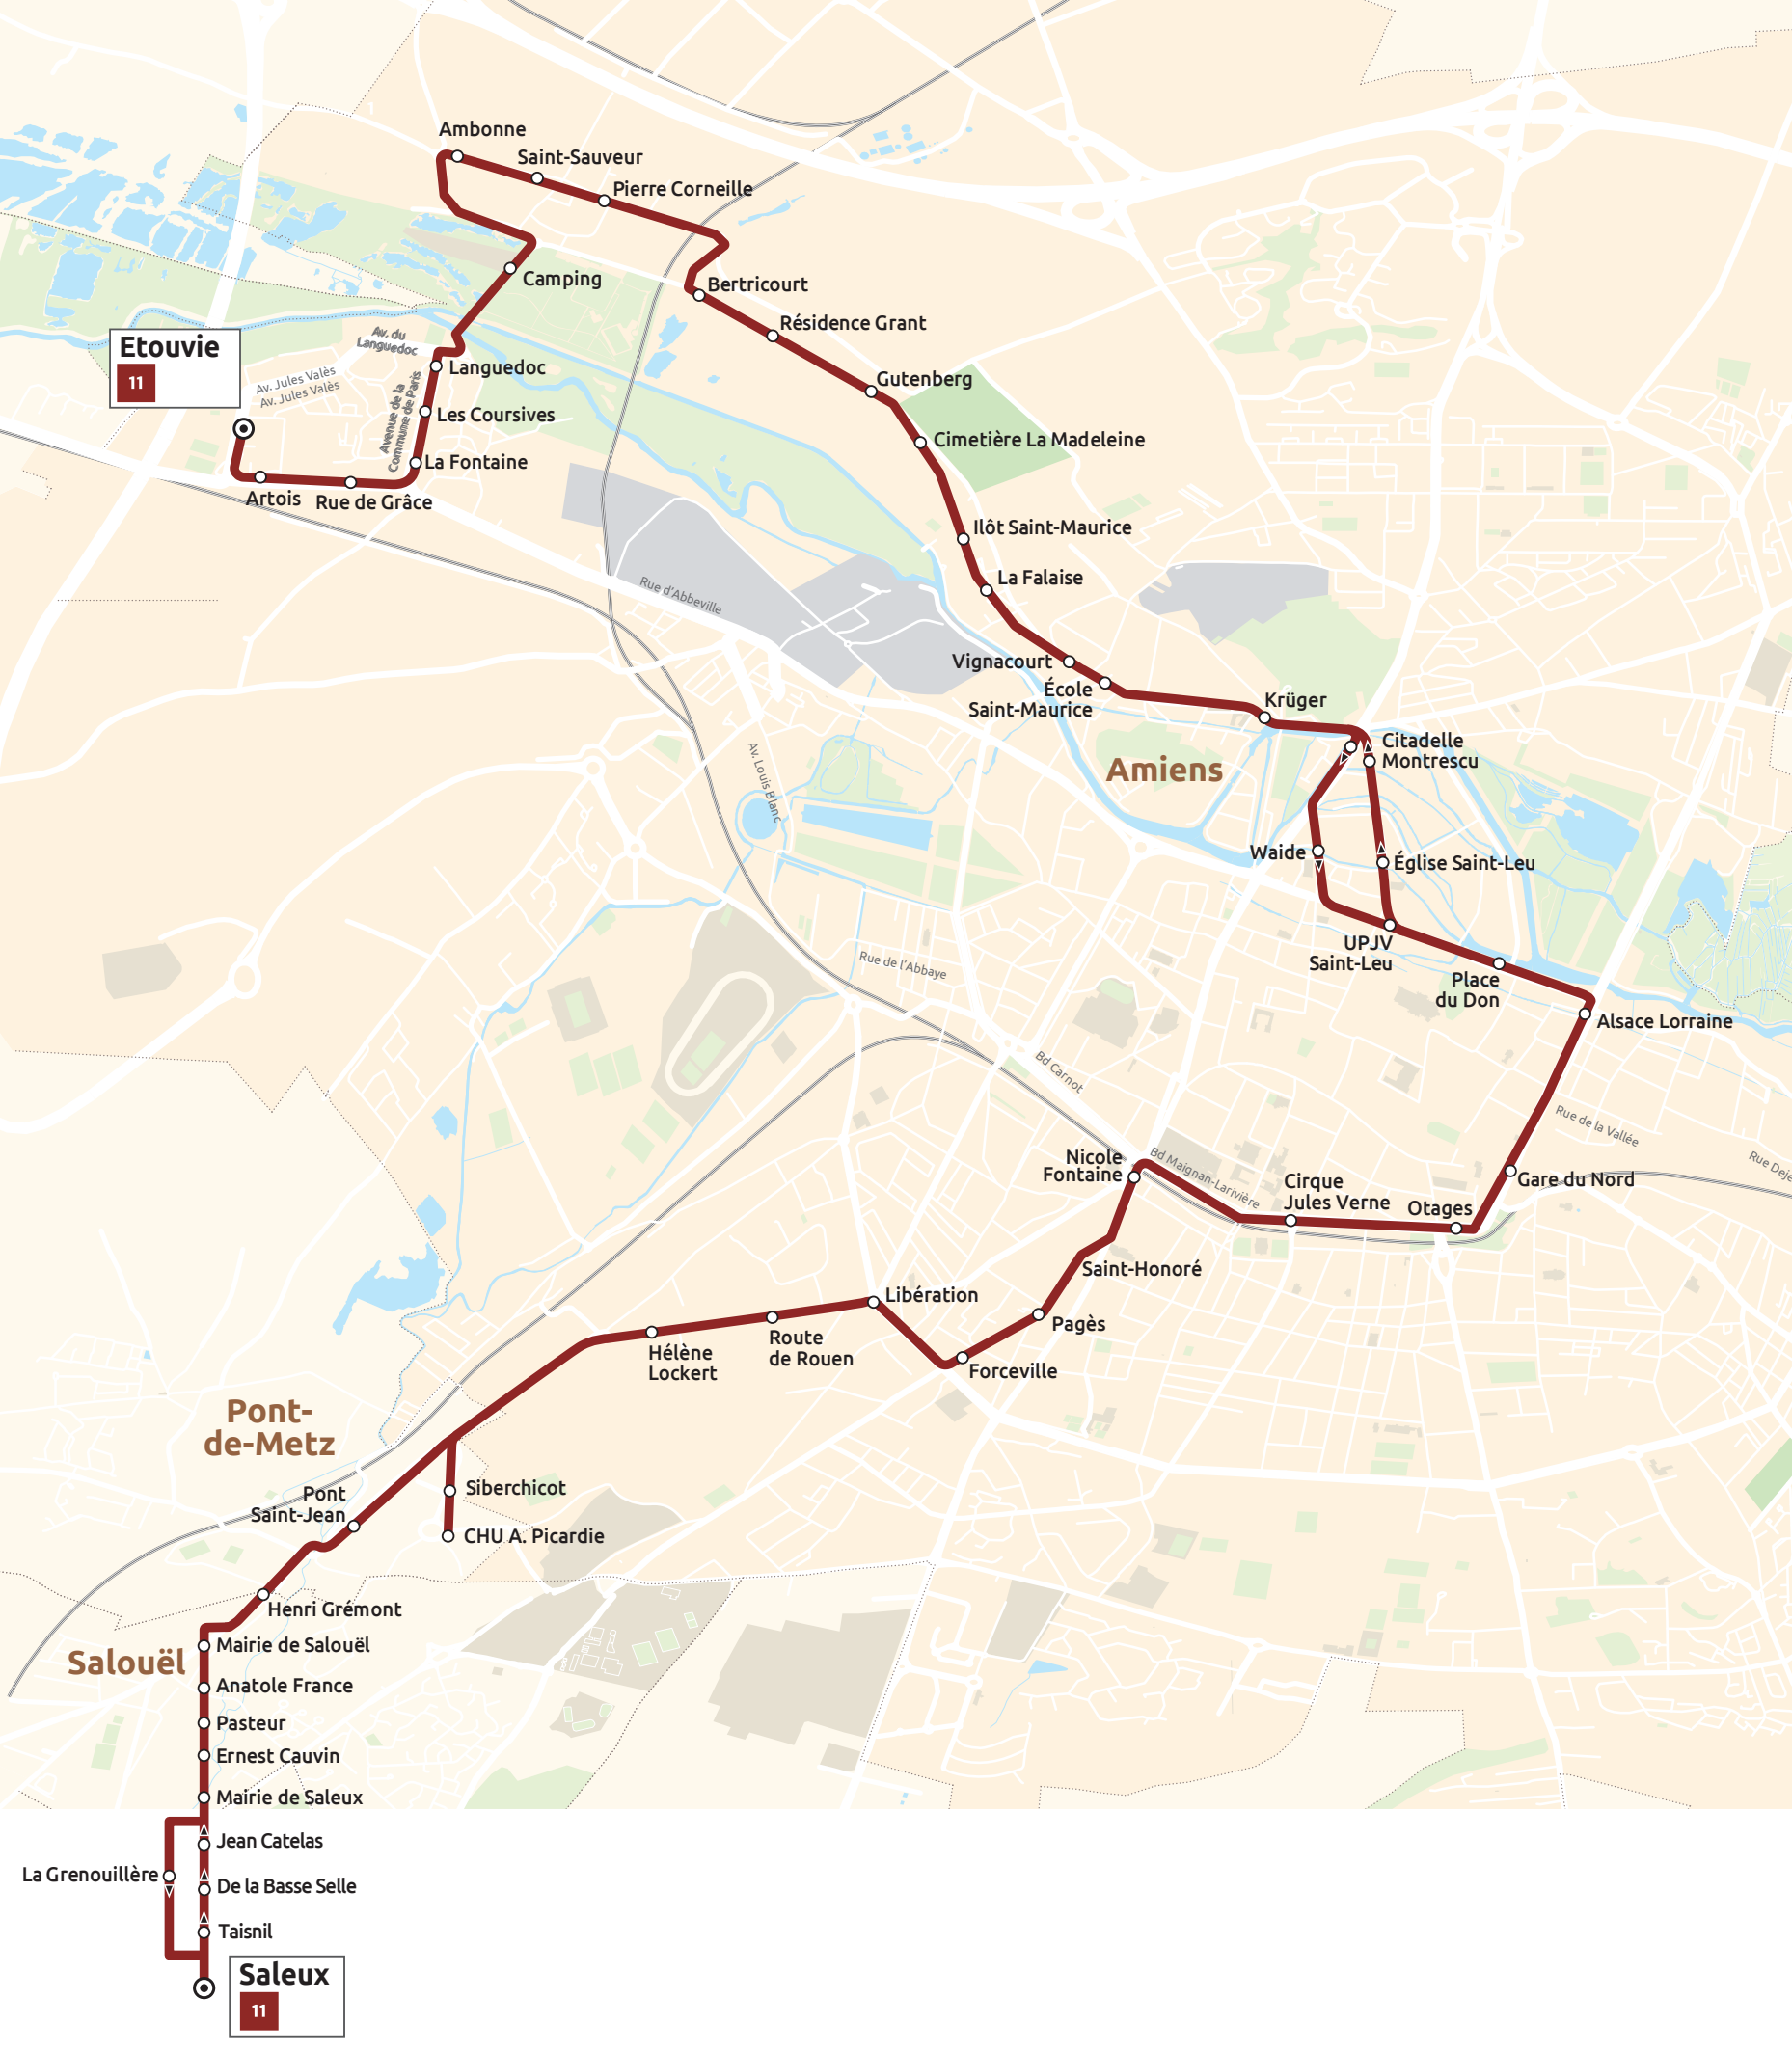 Ambonne
Saint-Sauveur
Pierre Corneille
Camping
Bertricourt
Résidence Grant
Av. du
Languedoc
Etouvie
11
Av. Jules Valès
Av. Jules Valès
Languedoc
Gutenberg
Avenue de la
Commune de Paris
Les Coursives
Cimetière La Madeleine
La Fontaine
Artois
Rue de Grâce
Ilôt Saint-Maurice
La Falaise
Rue d'Abbeville
Vignacourt
École
Saint-Maurice
Krüger
Citadelle
Montrescu
Amiens
Av. Louis Blanc
Waide
Église Saint-Leu
UPJV
Saint-Leu
Rue de l'Abbaye
Place
du Don
Alsace Lorraine
Bd Carnot
Rue de la Vallée
Nicole
Fontaine
Bd Maignan-Larivière
Rue Deje
Cirque
Jules Verne
Otages
Gare du Nord
Saint-Honoré
Libération
Pagès
Route
de Rouen
Hélène
Lockert
Forceville
Pont-
de-Metz
Siberchicot
Pont
Saint-Jean
CHU A. Picardie
Henri Grémont
Mairie de Salouël
Salouël
Anatole France
Pasteur
Ernest Cauvin
Mairie de Saleux
Jean Catelas
La Grenouillère
De la Basse Selle
Taisnil
Saleux
11